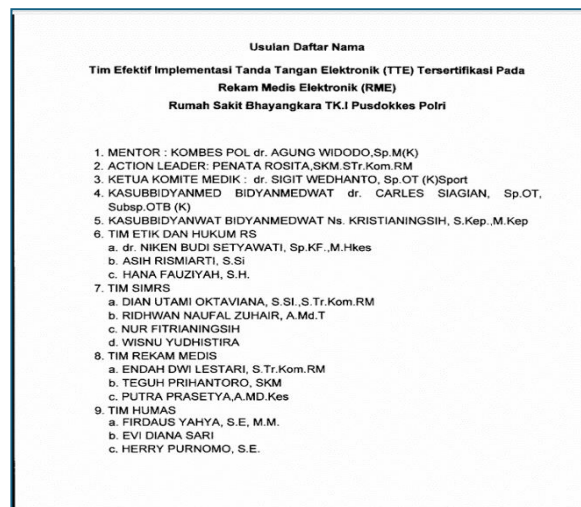 Usulan Daftar Nama
Tim Efektif Implementasi Tanda Tangan Elektronik (TTE) Tersertifikasi Pada
Rekam Medis Elektronik (RME)
Rumah Sakit Bhayangkara TK.I Pusdokkes Polri
1. MENTOR : KOMBES POL dr. AGUNG WIDODO,Sp.M(K)
2. ACTION LEADER: PENATA ROSITA,SKM.STr.Kom.RM
3. KETUA KOMITE MEDIK : dr. SIGIT WEDHANTO, Sp.OT (K)Sport
4. KASUBBIDYANMED BIDYANMEDWAT dr. CARLES SIAGIAN, Sp.OT,
Subsp.OTB (K)
5. KASUBBIDYANWAT BIDYANMEDWAT Ns. KRISTIANINGSIH, S.Kep.,M.Kep
6. TIM ETIK DAN HUKUM RS
a. dr. NIKEN BUDI SETYAWATI, Sp.KF.,M.Hkes
b. ASIH RISMIARTI, S.Si
c. HANA FAUZIYAH, S.H.
7. TIM SIMRS
a. DIAN UTAMI OKTAVIANA, S.SI.,S.Tr.Kom.RM
b. RIDHWAN NAUFAL ZUHAIR, A.Md.T
c. NUR FITRIANINGSIH
d. WISNU YUDHISTIRA
8. TIM REKAM MEDIS
a. ENDAH DWI LESTARI, S.Tr.Kom.RM
b. TEGUH PRIHANTORO, SKM
c. PUTRA PRASETYA,A.MD.Kes
9. TIM HUMAS
a. FIRDAUS YAHYA, S.E, M.M.
b. EVI DIANA SARI
c. HERRY PURNOMO, S.E.